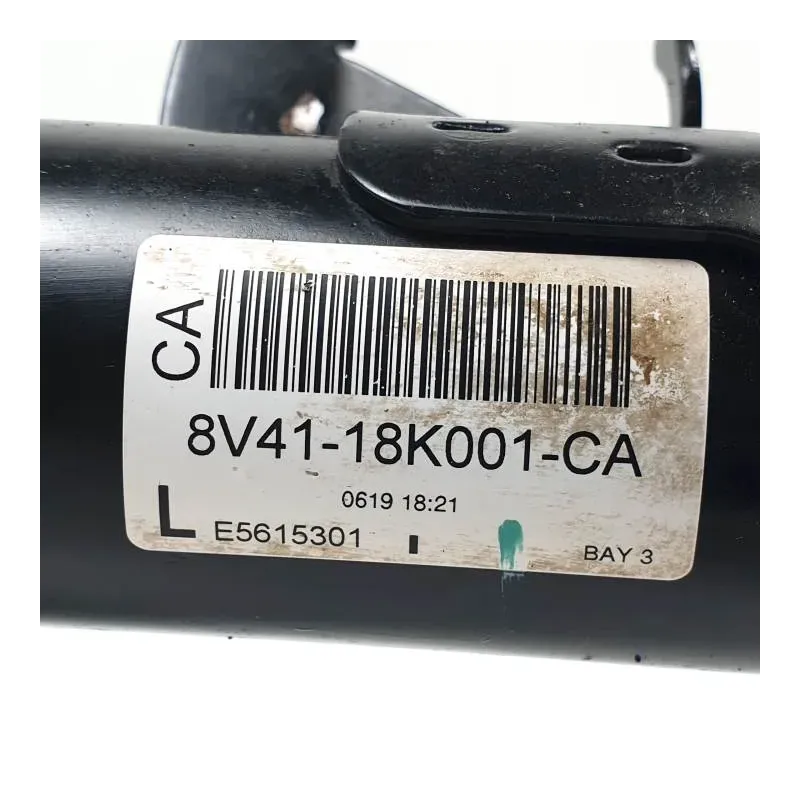 CA
8V41-18K001-CA
0619 18:21
L E5615301
BAY 3